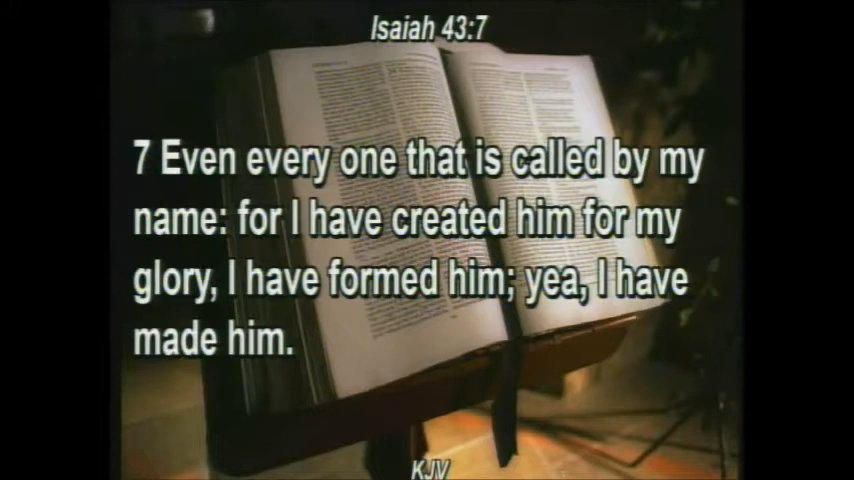 Isaiah 43:7
7 Even every one that is called by my
name: for I have created him for my
glory, I have formed him; yea, I have
made him.
KJV